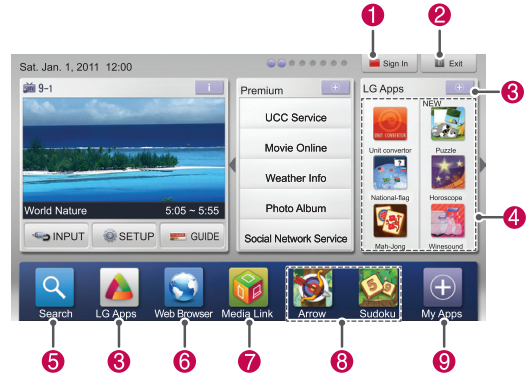 1 2
Sat. Jan. 1, 2011 12:00 Sign In Exit
9-1 i Premium LG Apps 3
NEW
UCC Service
UNIT CONVERTOR
Movie Online Unit convertor Puzzle
?
Weather Info
National-flag Horoscope
World Nature 5:05 ~ 5:55 Photo Album 4
INPUT SETUP GUIDE Social Network Service Mah-Jong Winesound
Search LG Apps Web Browser Media Link Arrow Sudoku My Apps
5 3 6 7 8 9